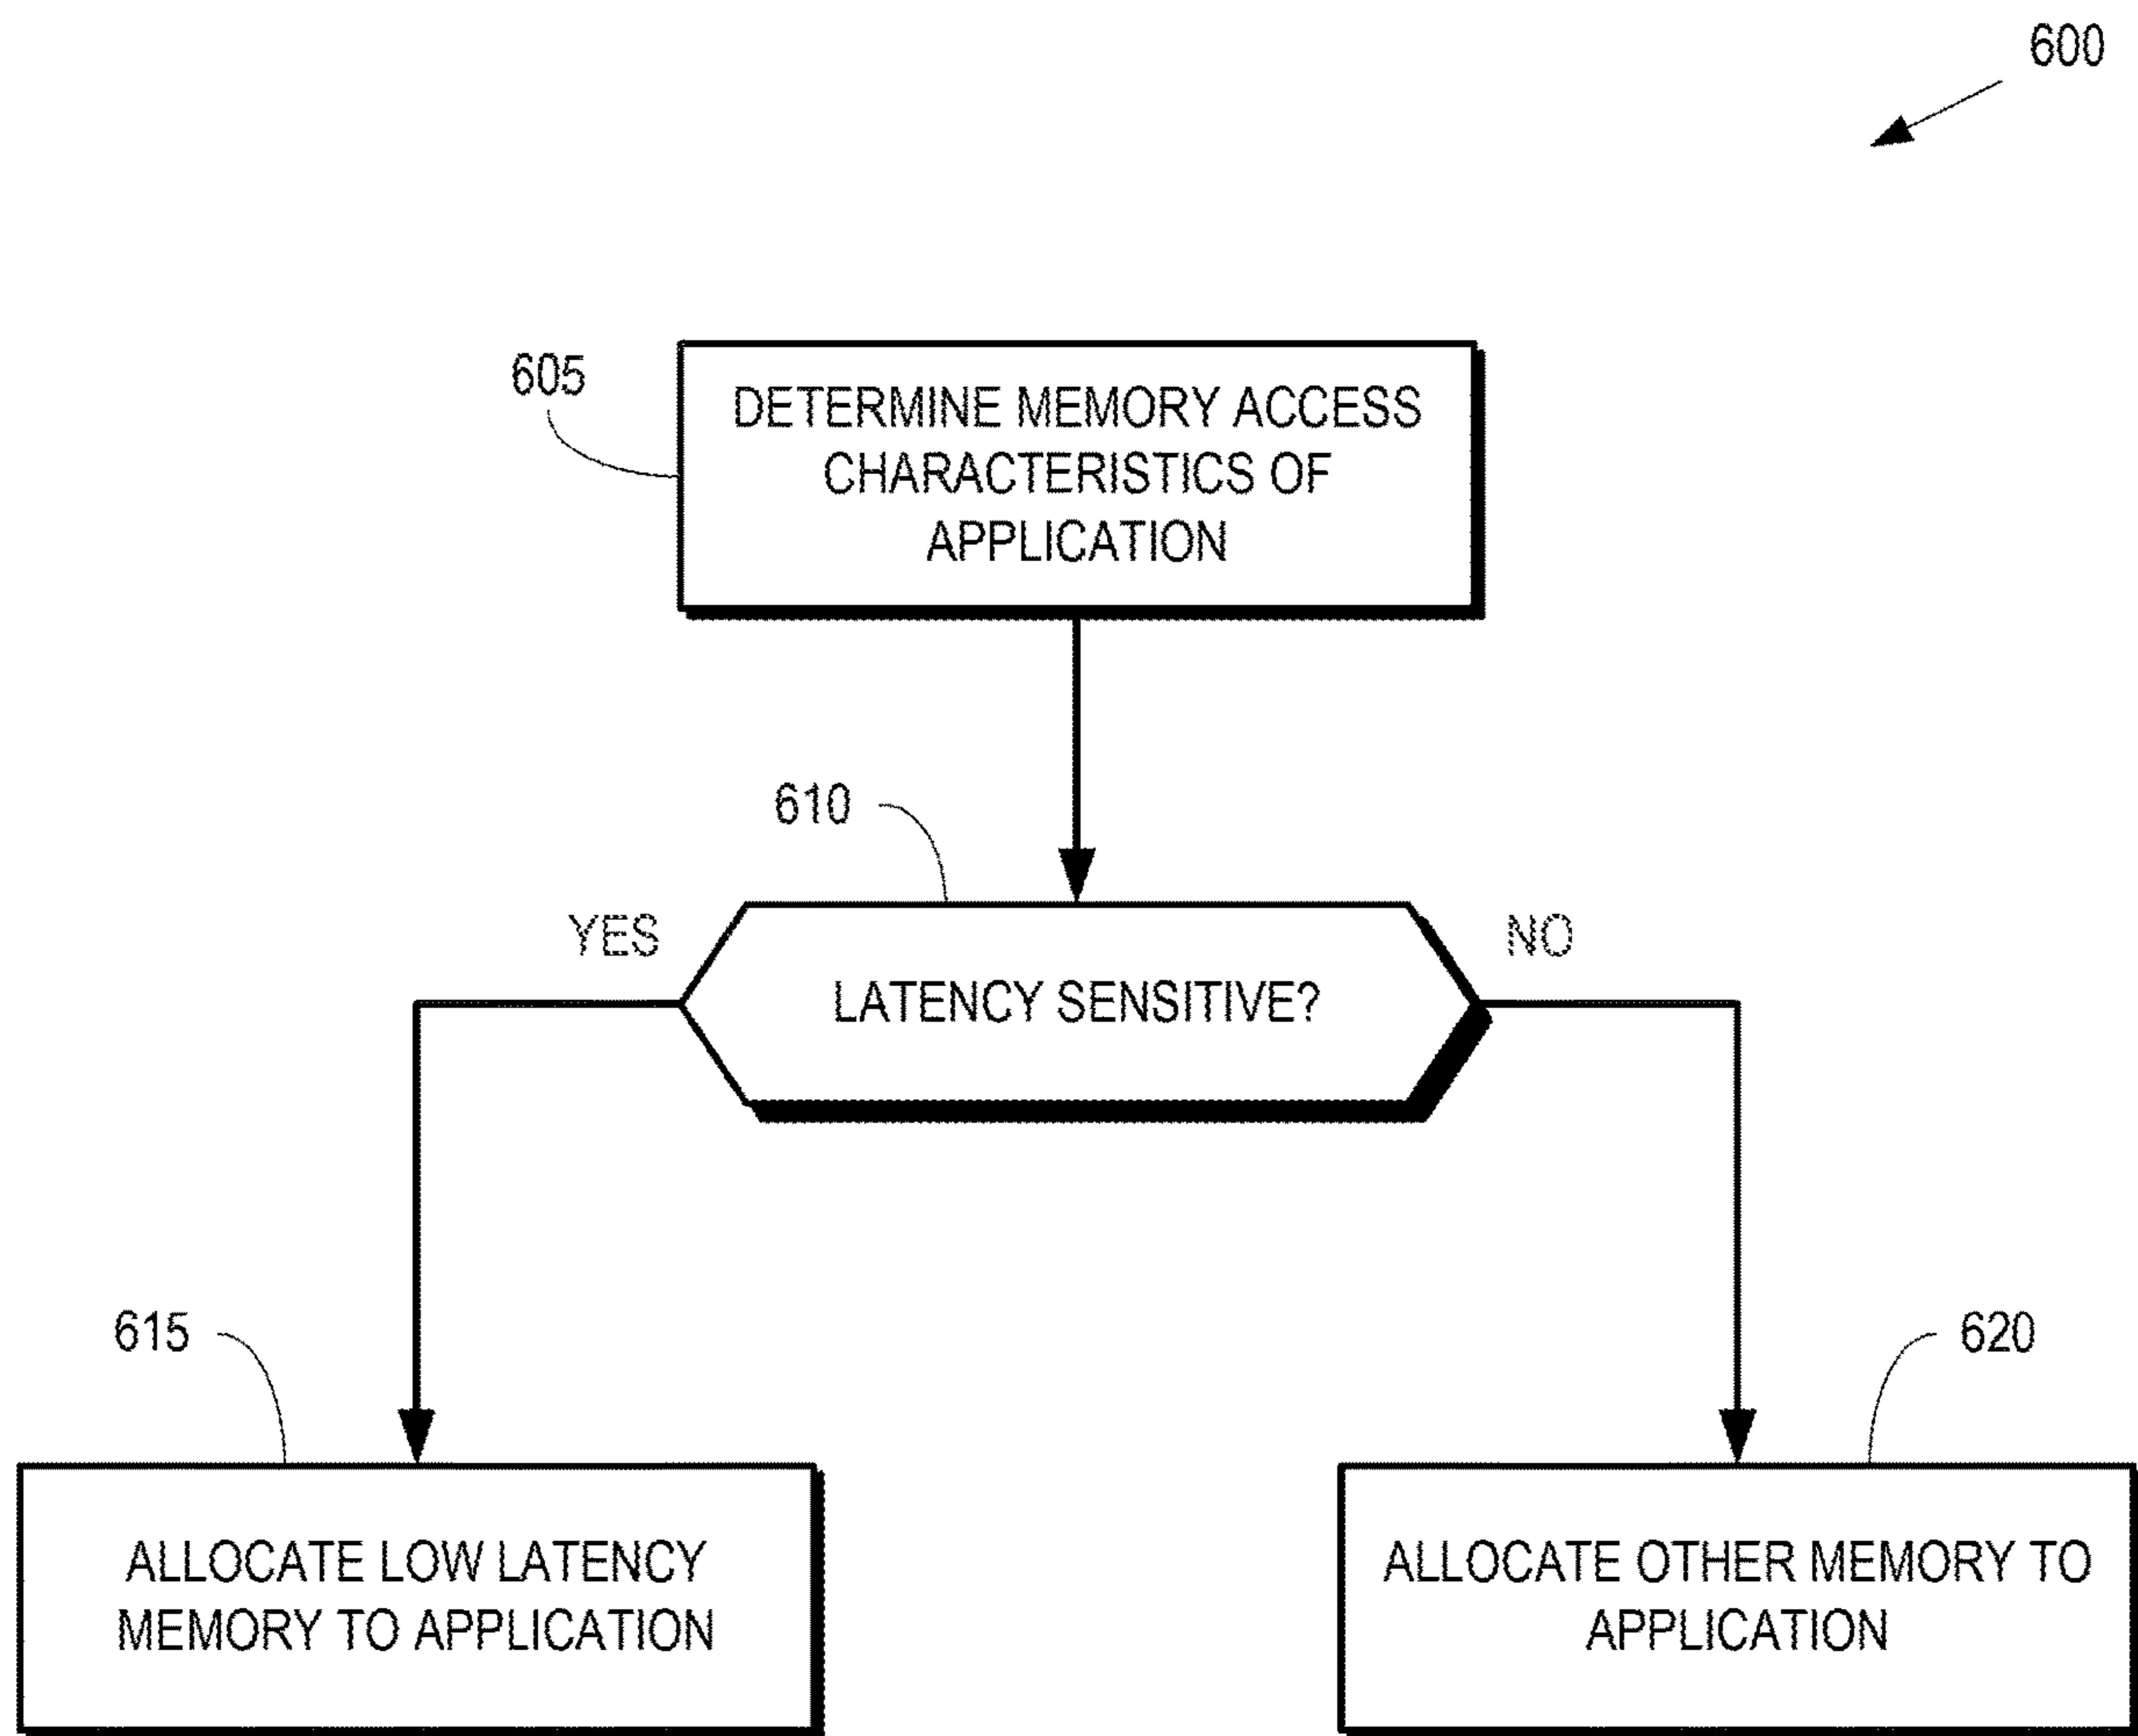 600
605
DETERMINE MEMORY ACCESS
CHARACTERISTICS OF
APPLICATION
610
YES
NO
LATENCY SENSITIVE?
615
620
ALLOCATE LOW LATENCY
MEMORY TO APPLICATION
ALLOCATE OTHER MEMORY TO
APPLICATION